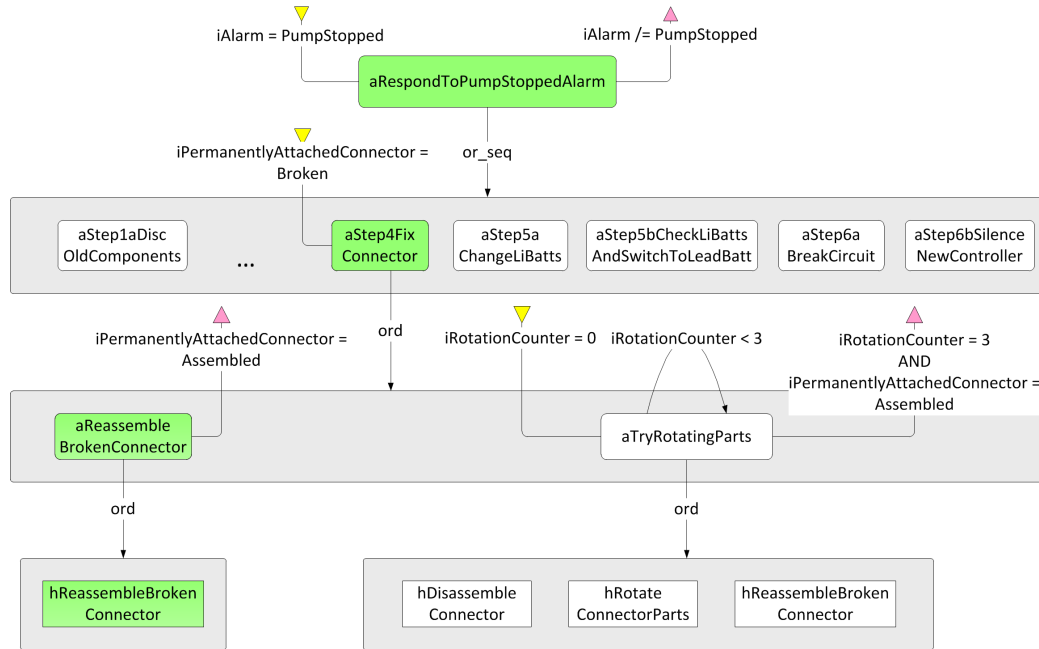 iAlarm = PumpStopped
iAlarm /= PumpStopped
aRespondToPumpStoppedAlarm
iPermanentlyAttachedConnector =
Broken
or_seq
aStep1aDisc
OldComponents
...
aStep4Fix
Connector
aStep5a
ChangeLiBatts
aStep5bCheckLiBatts
AndSwitchToLeadBatt
aStep6a
BreakCircuit
aStep6bSilence
NewController
iPermanentlyAttachedConnector =
Assembled
ord
iRotationCounter = 0
iRotationCounter < 3
iRotationCounter = 3
AND
iPermanentlyAttachedConnector =
Assembled
aReassemble
BrokenConnector
aTryRotatingParts
ord
ord
hReassembleBroken
Connector
hDisassemble
Connector
hRotate
ConnectorParts
hReassembleBroken
Connector